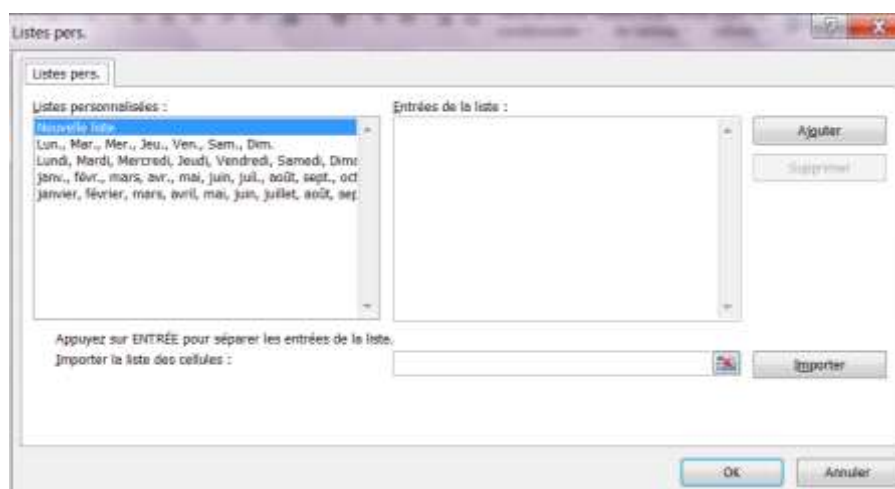 Listes pers.
Listes pers.
Listes personnalisées :
Nouvelle liste
Lun., Mar., Mer., Jeu., Ven., Sam., Dim.
Lundi, Mardi, Mercredi, Jeudi, Vendredi, Samedi, Dima
janv., févr., mars, avr., mai, juin, juil., août, sept., oct
janvier, février, mars, avril, mai, juin, juillet, août, sep
Entrées de la liste :
Ajouter
Supprimer
Appuyez sur ENTRÉE pour séparer les entrées de la liste.
Importer la liste des cellules :
Importer
OK
Annuler